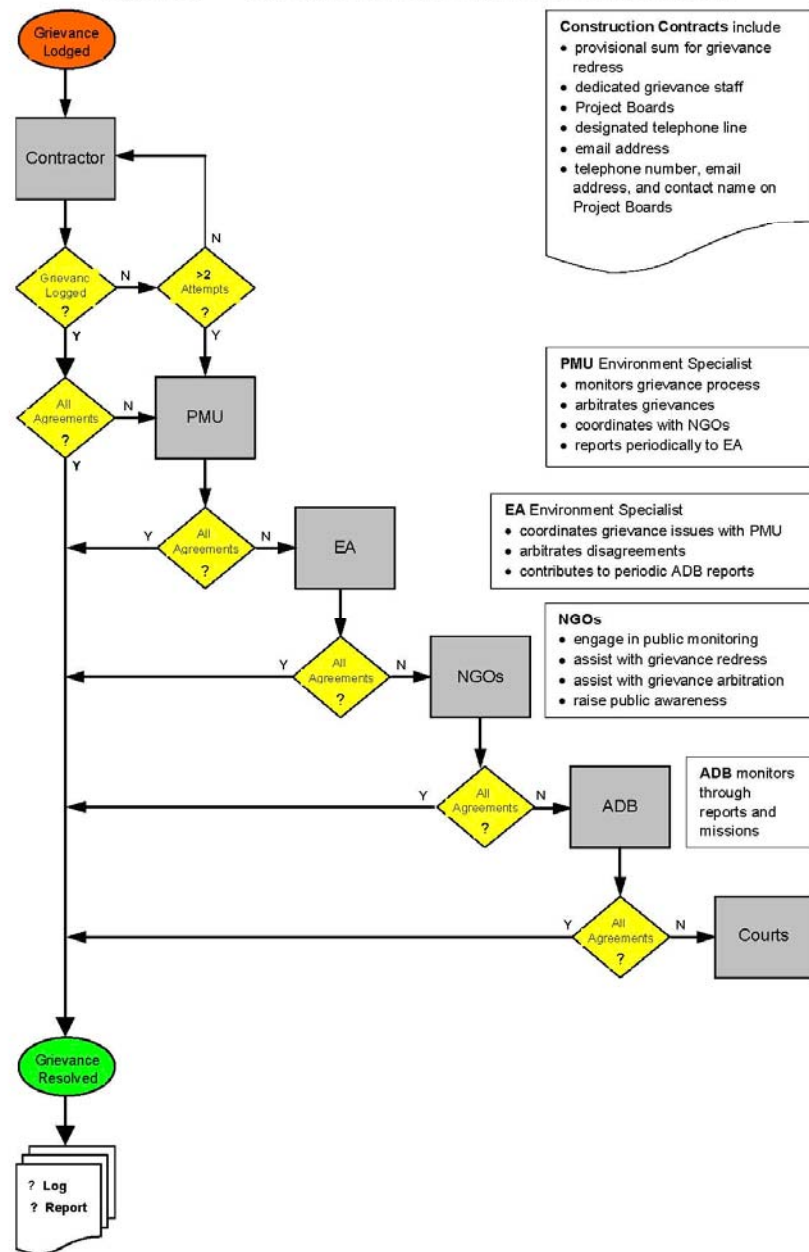 Grievance
Lodged
Construction Contracts include
• provisional sum for grievance
redress
• dedicated grievance staff
• Project Boards
• designated telephone line
• email address
• telephone number, email
address, and contact name on
Project Boards
Contractor
N
Grievanc
Logged
?
N
>2
Attempts
?
Y
Y
All
Agreements
?
N
PMU
Y
PMU Environment Specialist
• monitors grievance process
• arbitrates grievances
• coordinates with NGOs
• reports periodically to EA
Y
All
Agreements
?
N
EA
EA Environment Specialist
• coordinates grievance issues with PMU
• arbitrates disagreements
• contributes to periodic ADB reports
Y
All
Agreements
?
N
NGOs
NGOs
• engage in public monitoring
• assist with grievance redress
• assist with grievance arbitration
• raise public awareness
Y
All
Agreements
?
N
ADB
ADB monitors
through
reports and
missions
Y
All
Agreements
?
N
Courts
Grievance
Resolved
? Log
? Report